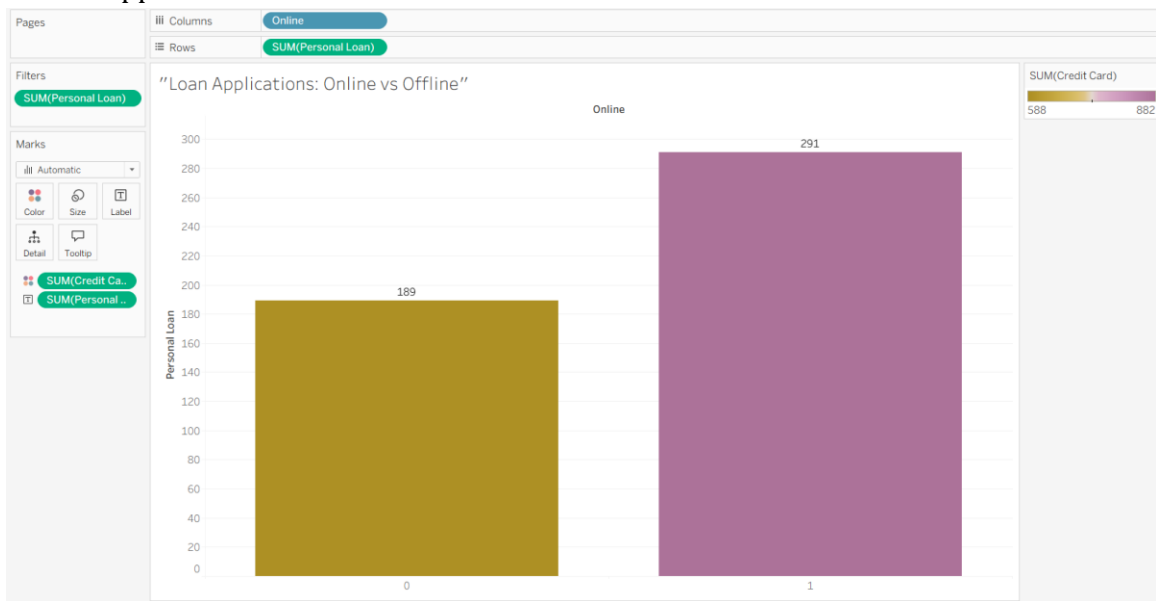 Pages
Columns
Online
Rows
SUM(Personal Loan)
Filters
SUM(Personal Loan)
Marks
Automatic
Color
Size
Label
Detail
Tooltip
SUM(Credit Ca..
SUM(Personal ..
"Loan Applications: Online vs Offline"
Online
Personal Loan
300
280
260
240
220
200
180
160
140
120
100
80
60
40
20
0
189
291
0
1
SUM(Credit Card)
588
882